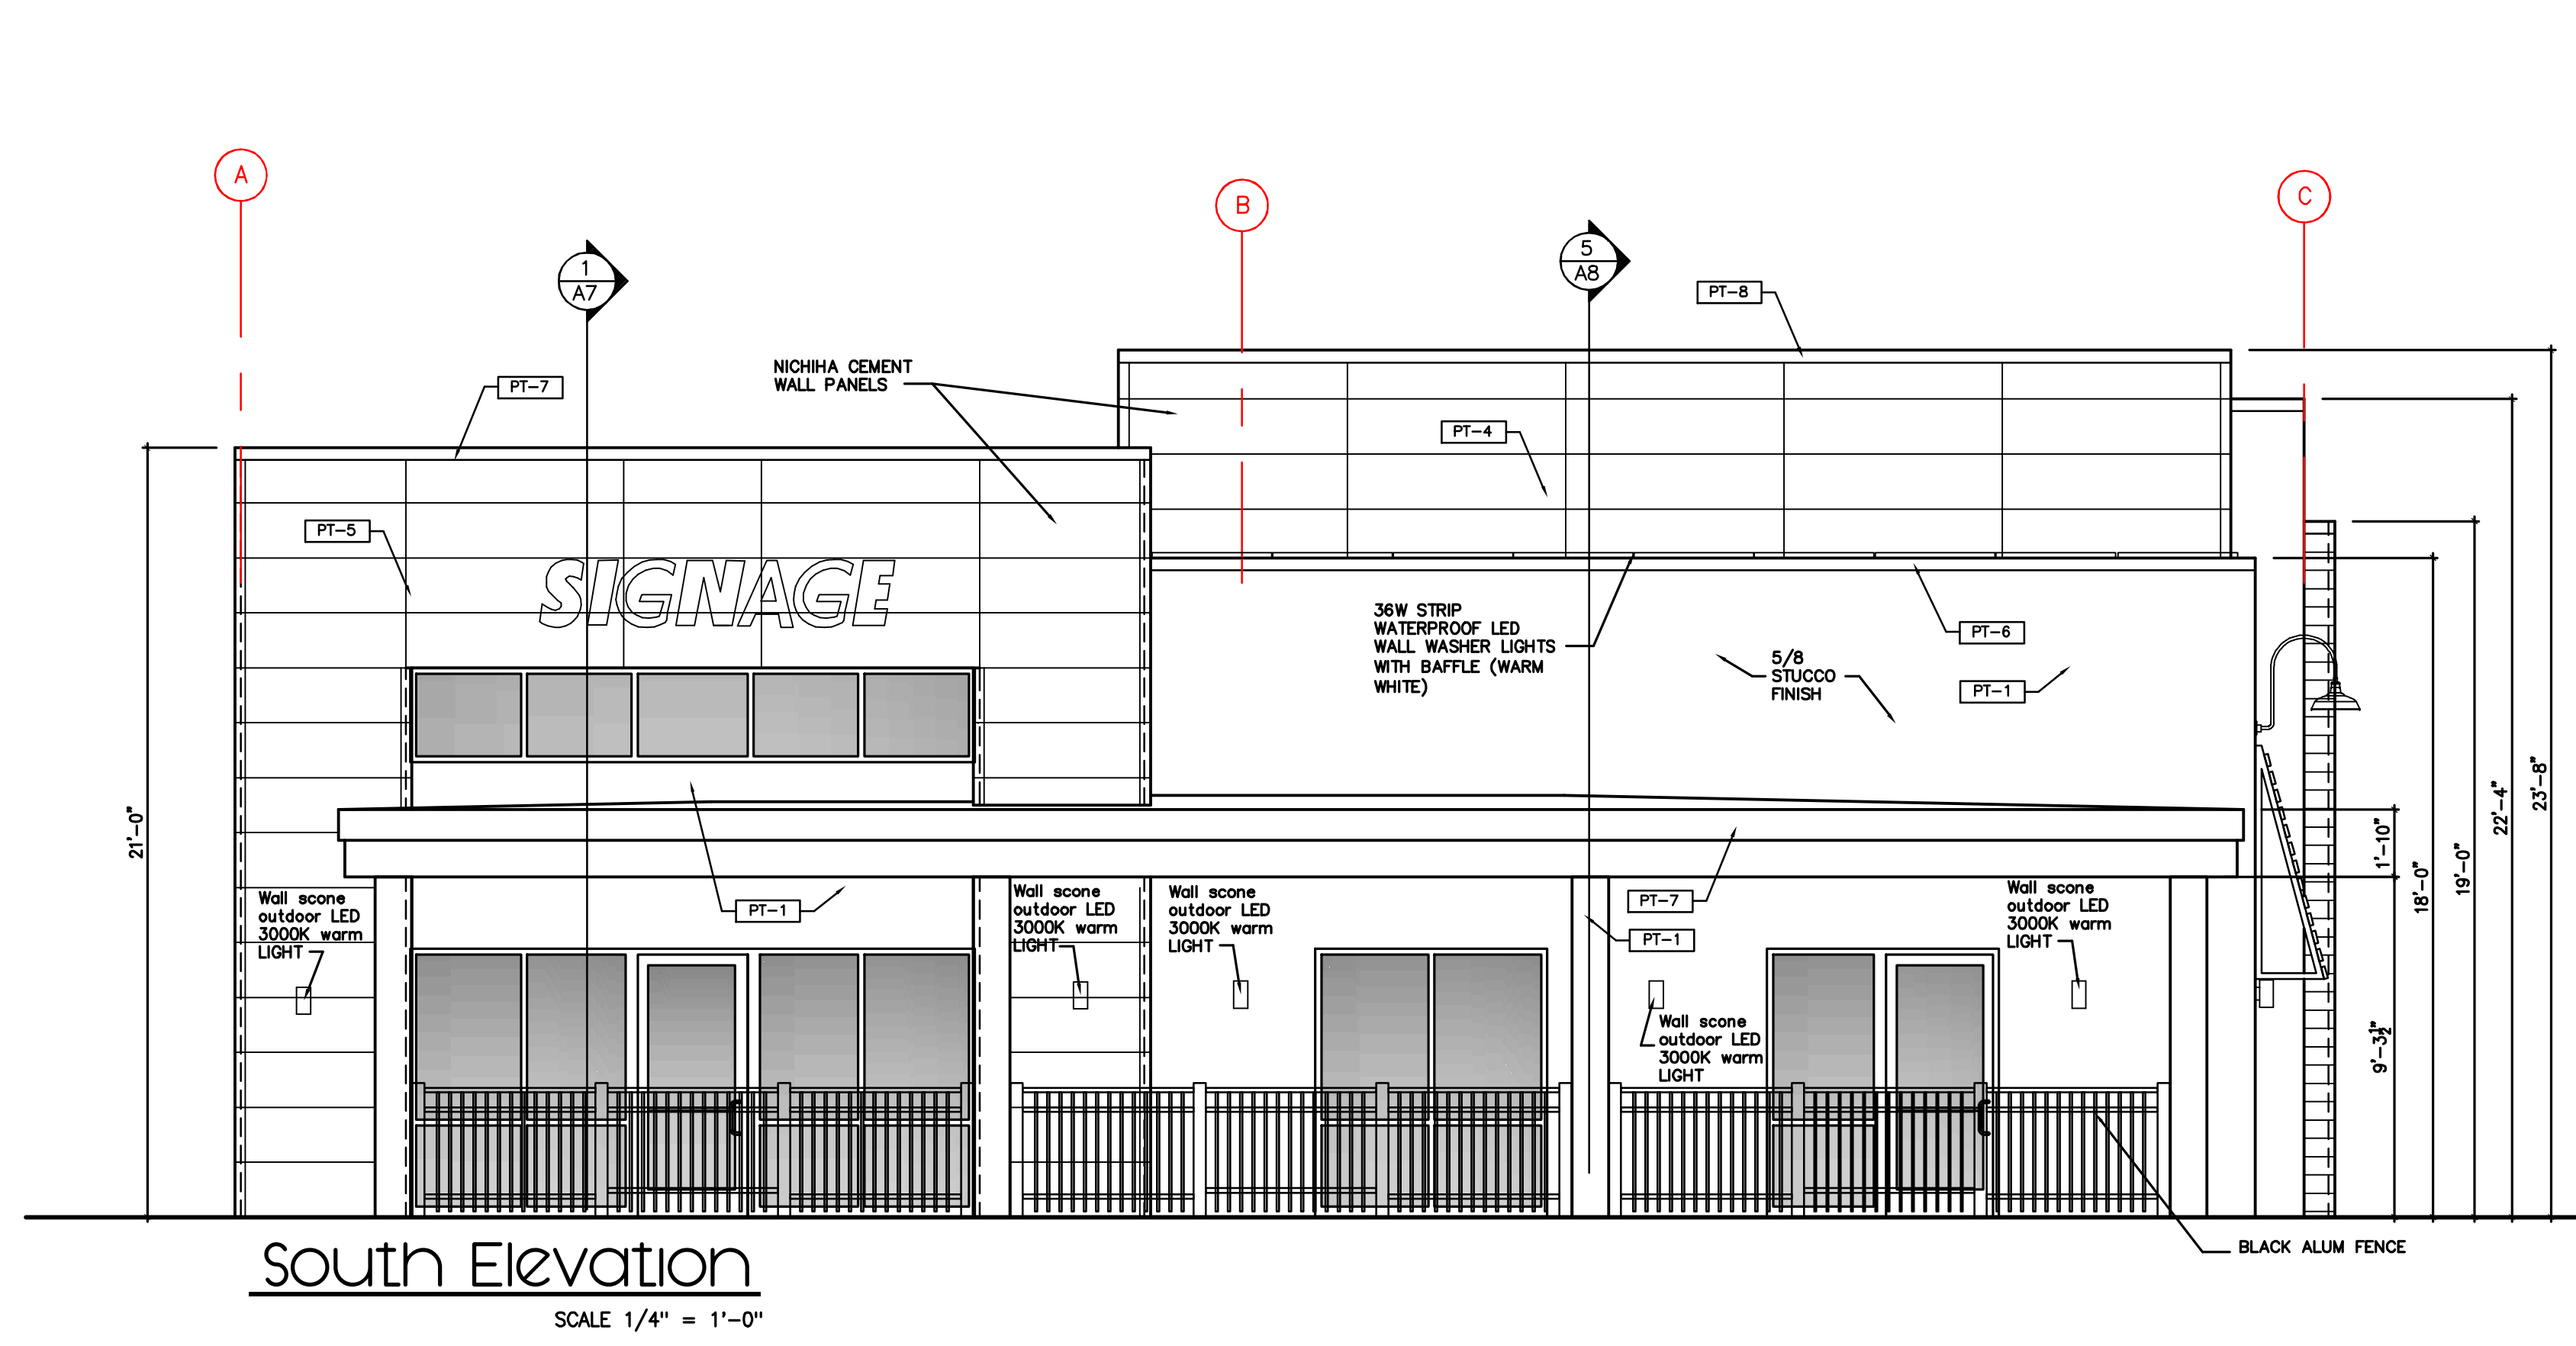 A
B
C
1
A7
5
A8
PT-8
NICHIHA CEMENT
WALL PANELS
PT-7
PT-4
PT-5
SIGNAGE
36W STRIP
WATERPROOF LED
WALL WASHER LIGHTS
WITH BAFFLE (WARM
WHITE)
PT-6
5/8
STUCCO
FINISH
PT-1
21'-0"
1'-10"
18'-0"
19'-0"
22'-4"
23'-8"
9'-3½"
Wall scone
outdoor LED
3000K warm
LIGHT
PT-1
Wall scone
outdoor LED
3000K warm
LIGHT
Wall scone
outdoor LED
3000K warm
LIGHT
PT-7
PT-1
Wall scone
outdoor LED
3000K warm
LIGHT
Wall scone
outdoor LED
3000K warm
LIGHT
BLACK ALUM FENCE
South Elevation
SCALE 1/4" = 1'-0"